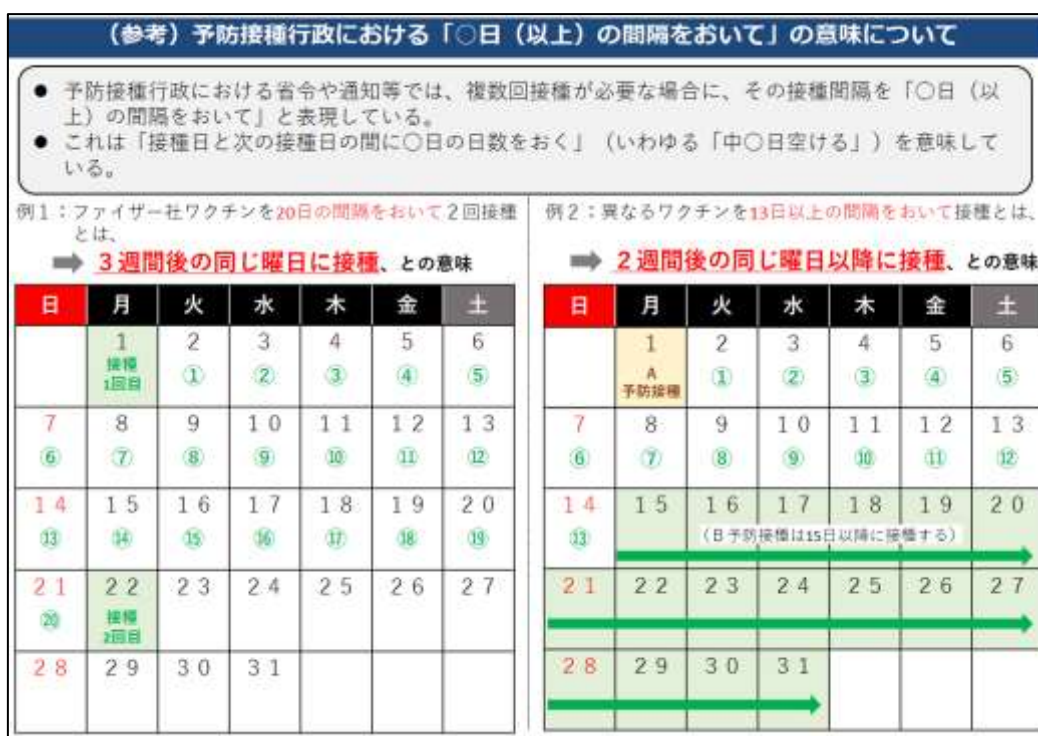 （参考）予防接種行政における「○日（以上）の間隔をおいて」の意味について
● 予防接種行政における省令や通知等では、複数回接種が必要な場合に、その接種間隔を「〇日（以
上）の間隔をおいて」と表現している。
● これは「接種日と次の接種日の間に〇日の日数をおく」（いわゆる「中〇日空ける」）を意味して
いる。
例１：ファイザー社ワクチンを20日の間隔をおいて２回接種
とは、
３週間後の同じ曜日に接種、との意味
日 月 火 水 木 金 土
1 2 3 4 5 6
接種 ① ② ③ ④ ⑤
1回目
7 8 9 10 11 12 13
⑥ ⑦ ⑧ ⑨ ⑩ ⑪ ⑫
14 15 16 17 18 19 20
⑬ ⑭ ⑮ ⑯ ⑰ ⑱ ⑲
21 22 23 24 25 26 27
⑳ 接種
2回目
28 29 30 31
例２：異なるワクチンを13日以上の間隔をおいて接種とは、
２週間後の同じ曜日以降に接種、との意味
日 月 火 水 木 金 土
1 2 3 4 5 6
A ① ② ③ ④ ⑤
予防接種
7 8 9 10 11 12 13
⑥ ⑦ ⑧ ⑨ ⑩ ⑪ ⑫
14 15 16 17 18 19 20
⑬ （B予防接種は15日以降に接種する）
21 22 23 24 25 26 27
28 29 30 31